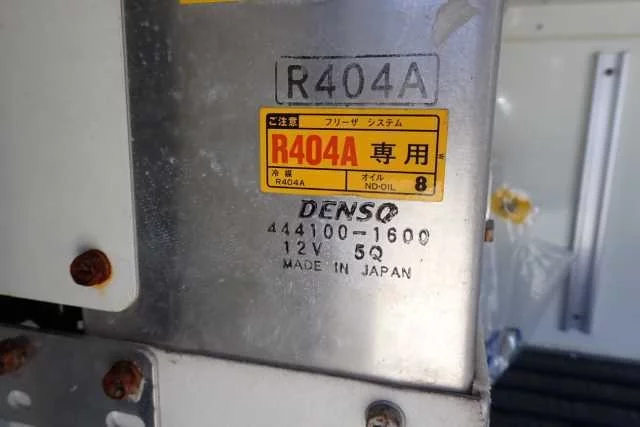 R404A
ご注意 フリーザ システム
R404A 専用
冷媒 オイル
R404A ND-OIL 8
DENSO
444100-1600
12V 5Q
MADE IN JAPAN